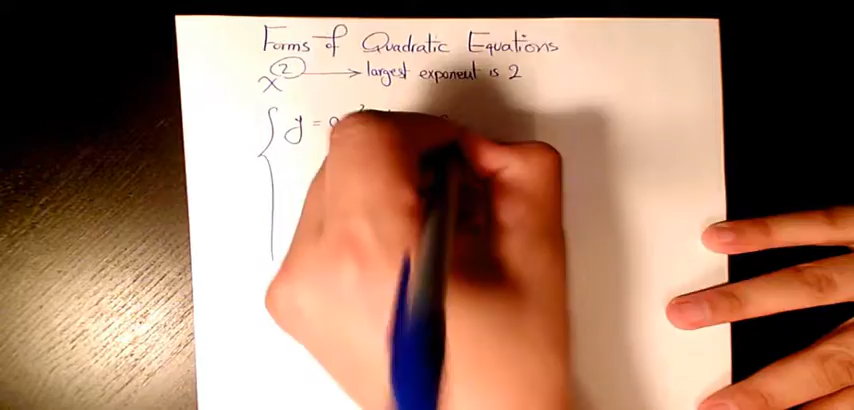 Forms of Quadratic Equations
x² → largest exponent is 2
y =